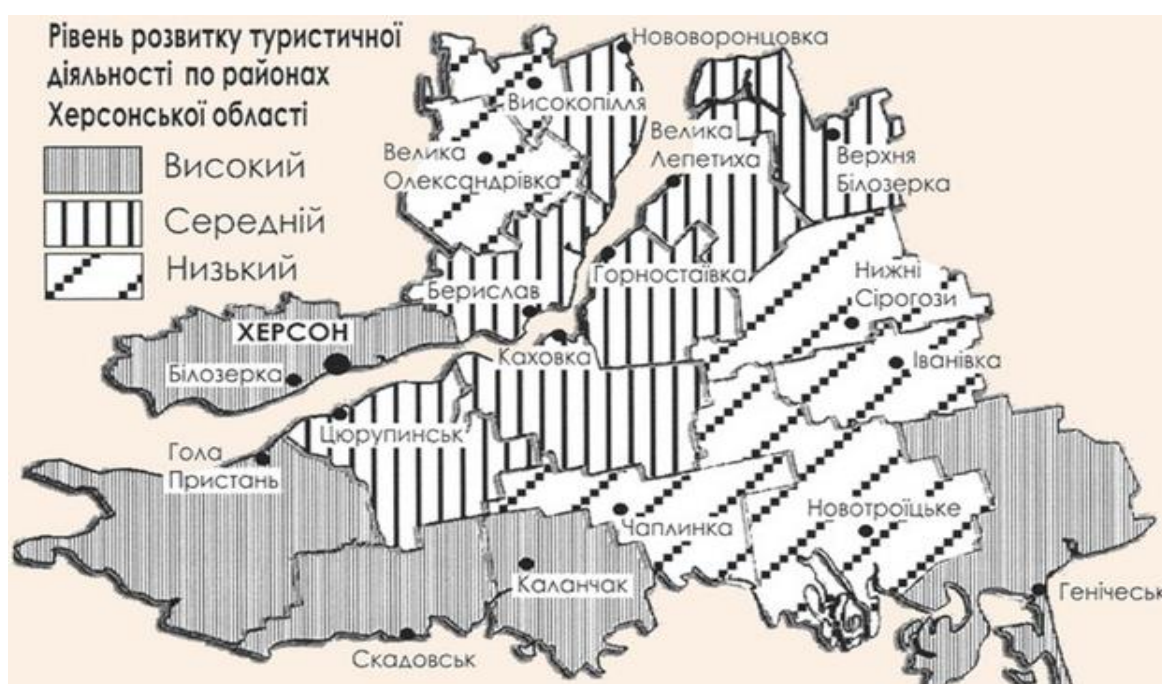 Рівень розвитку туристичної
діяльності по районах
Херсонської області
Високий
Середній
Низький
Нововоронцовка
Високопілля
Велика
Олександрівка
Велика
Лепетиха
Верхня
Білозерка
Берислав
Горностаївка
Нижні
Сірогози
ХЕРСОН
Білозерка
Каховка
Іванівка
Цюрупинськ
Гола
Пристань
Чаплинка
Новотроїцьке
Каланчак
Генічеськ
Скадовськ